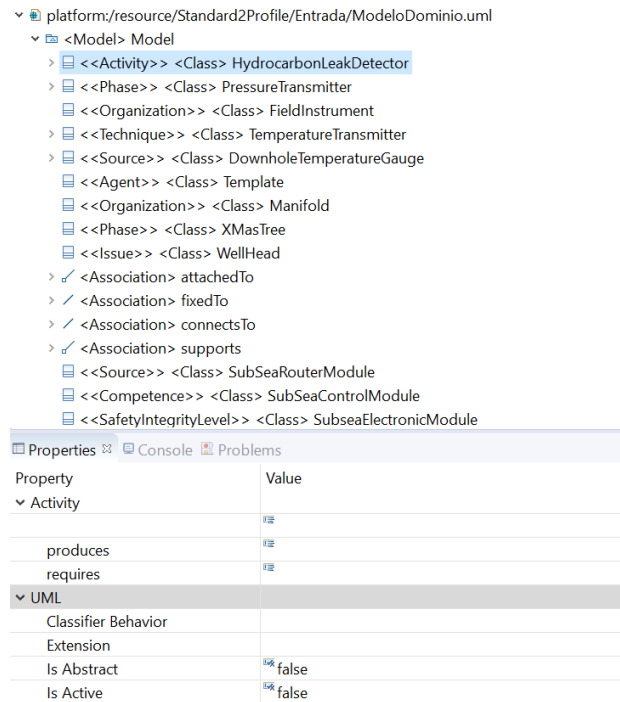 platform:/resource/Standard2Profile/Entrada/ModeloDominio.uml
<Model> Model
<<Activity>> <Class> HydrocarbonLeakDetector
<<Phase>> <Class> PressureTransmitter
<<Organization>> <Class> FieldInstrument
<<Technique>> <Class> TemperatureTransmitter
<<Source>> <Class> DownholeTemperatureGauge
<<Agent>> <Class> Template
<<Organization>> <Class> Manifold
<<Phase>> <Class> XMasTree
<<Issue>> <Class> WellHead
<Association> attachedTo
<Association> fixedTo
<Association> connectsTo
<Association> supports
<<Source>> <Class> SubSeaRouterModule
<<Competence>> <Class> SubSeaControlModule
<<SafetyIntegrityLevel>> <Class> SubseaElectronicModule
Properties Console Problems
Property Value
Activity
produces
requires
UML
Classifier Behavior
Extension
Is Abstract false
Is Active false